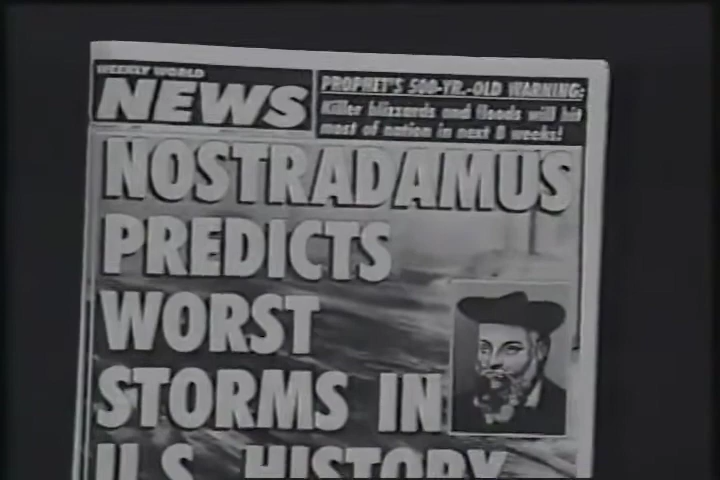 WEEKLY WORLD
NEWS
PROPHET'S 500-YR.-OLD WARNING:
Killer blizzards and floods will hit
most of nation in next 8 weeks!
NOSTRADAMUS
PREDICTS
WORST
STORMS IN
U.S. HISTORY